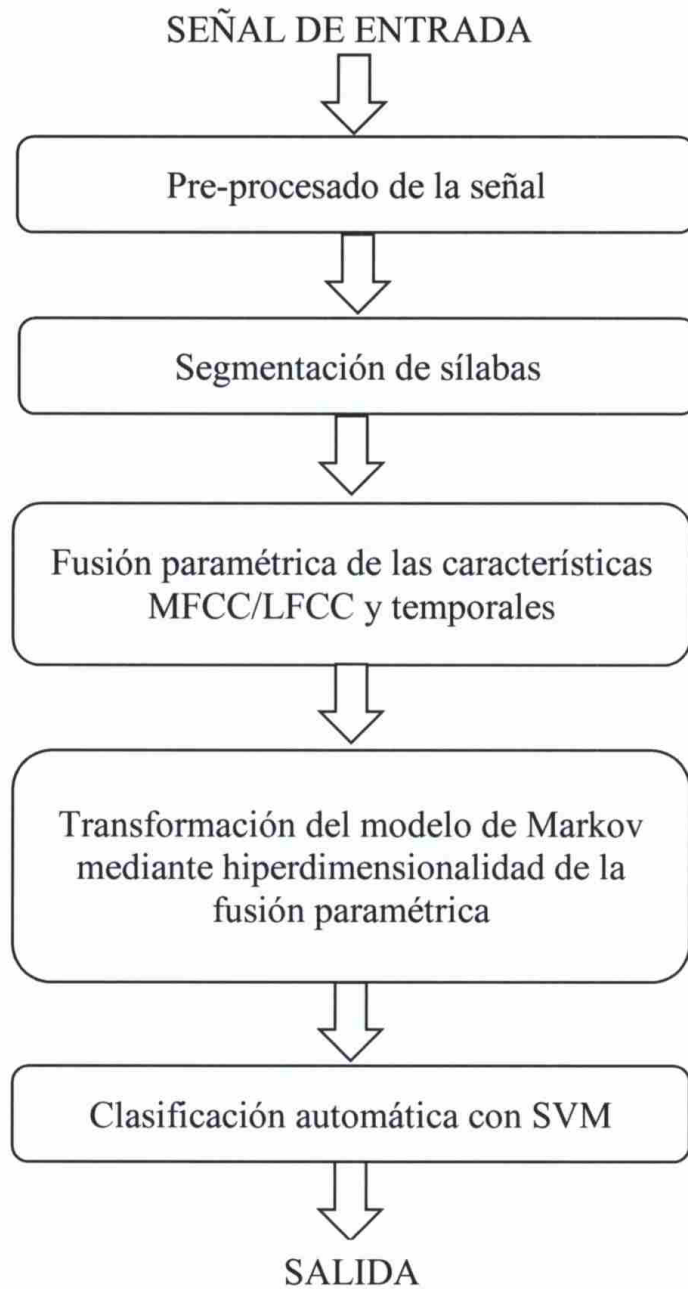 SEÑAL DE ENTRADA
Pre-procesado de la señal
Segmentación de sílabas
Fusión paramétrica de las características
MFCC/LFCC y temporales
Transformación del modelo de Markov
mediante hiperdimensionalidad de la
fusión paramétrica
Clasificación automática con SVM
SALIDA